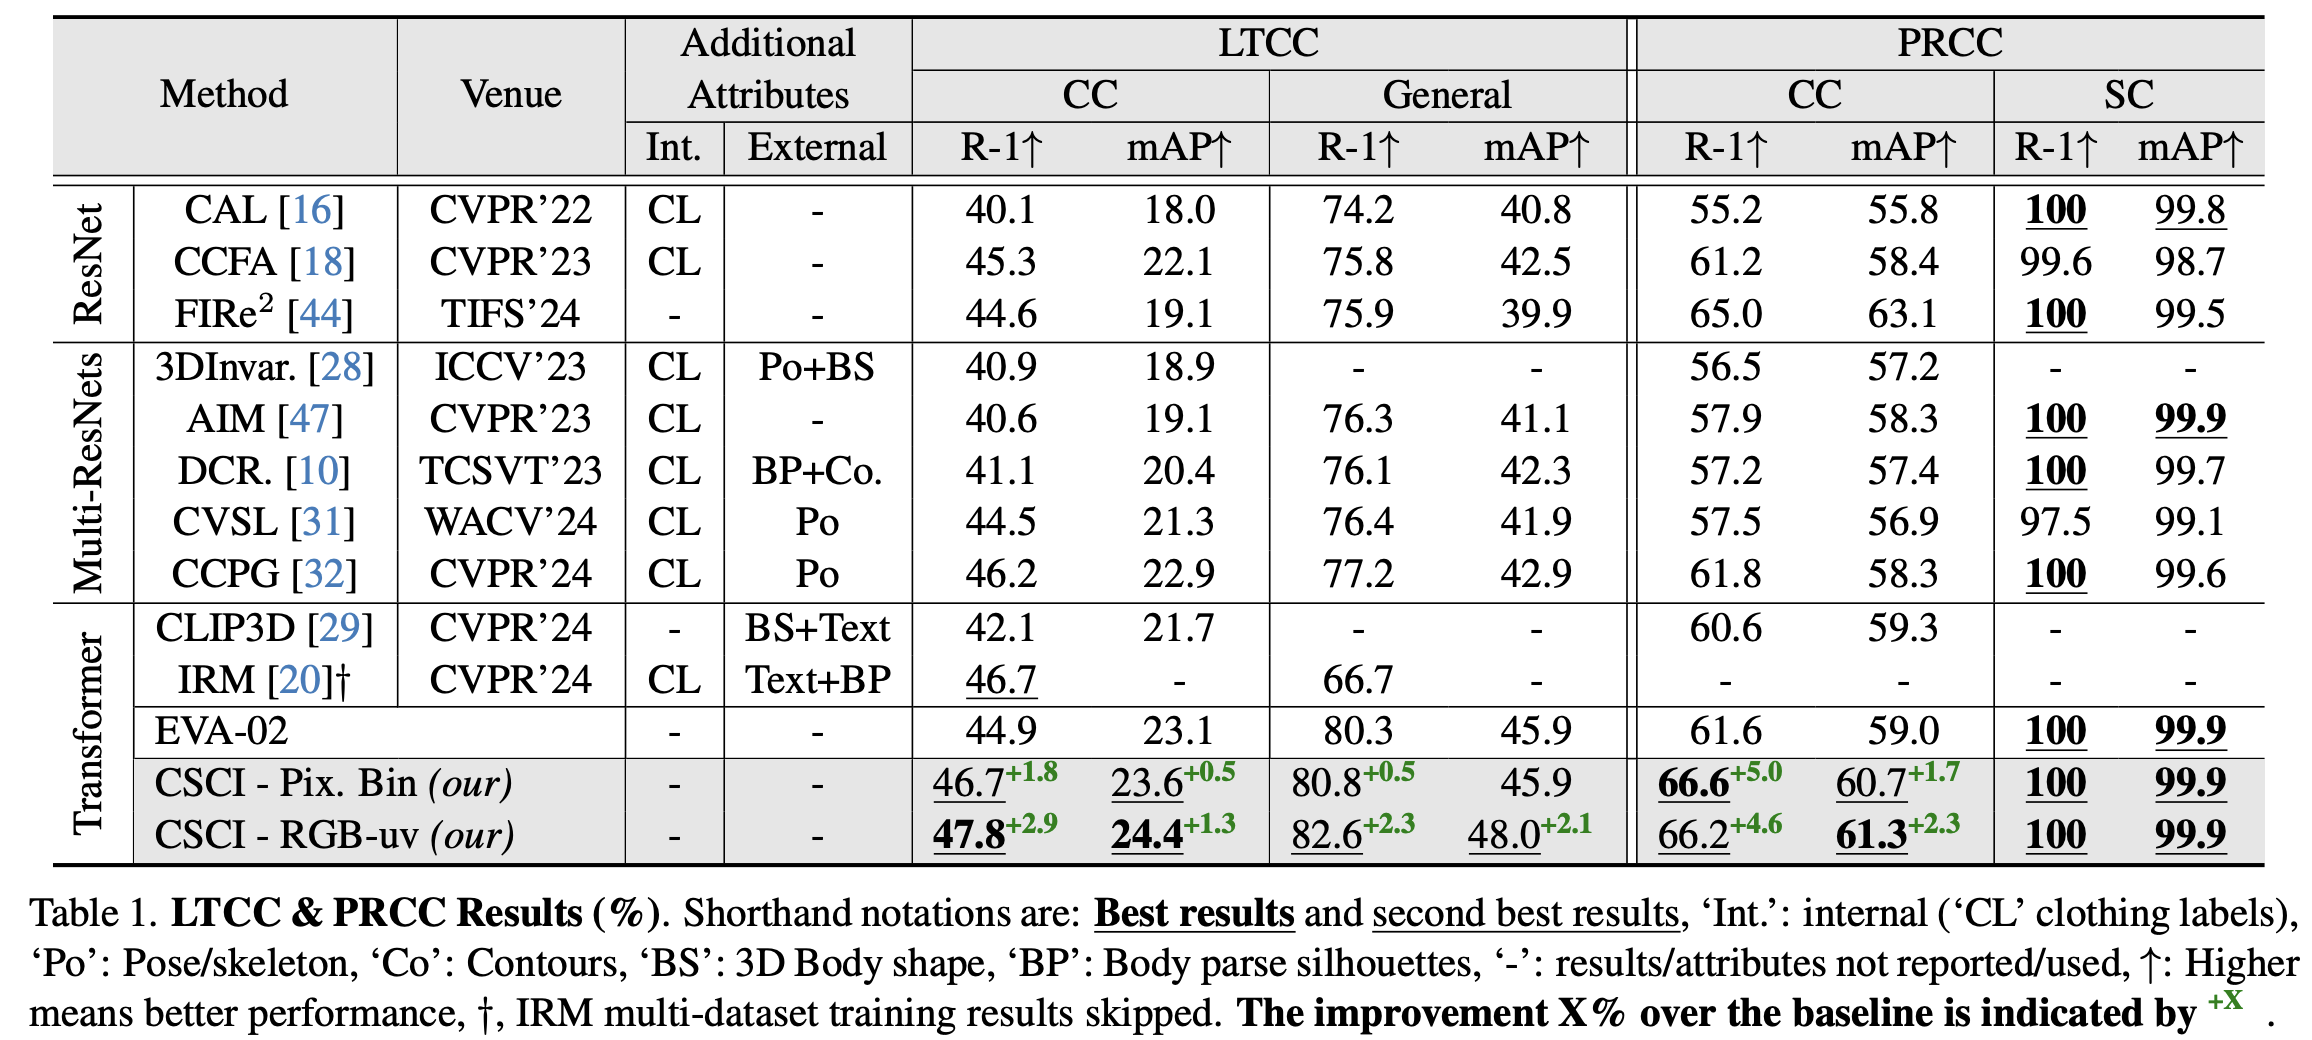 Method Venue Additional Attributes LTCC PRCC
CC General CC SC
Int. External R-1↑ mAP↑ R-1↑ mAP↑ R-1↑ mAP↑ R-1↑ mAP↑
ResNet
CAL [16] CVPR’22 CL - 40.1 18.0 74.2 40.8 55.2 55.8 100 99.8
CCFA [18] CVPR’23 CL - 45.3 22.1 75.8 42.5 61.2 58.4 99.6 98.7
FIRe² [44] TIFS’24 - - 44.6 19.1 75.9 39.9 65.0 63.1 100 99.5
Multi-ResNets
3DInvar. [28] ICCV’23 CL Po+BS 40.9 18.9 - - 56.5 57.2 - -
AIM [47] CVPR’23 CL - 40.6 19.1 76.3 41.1 57.9 58.3 100 99.9
DCR. [10] TCSVT’23 CL BP+Co. 41.1 20.4 76.1 42.3 57.2 57.4 100 99.7
CVSL [31] WACV’24 CL Po 44.5 21.3 76.4 41.9 57.5 56.9 97.5 99.1
CCPG [32] CVPR’24 CL Po 46.2 22.9 77.2 42.9 61.8 58.3 100 99.6
Transformer
CLIP3D [29] CVPR’24 - BS+Text 42.1 21.7 - - 60.6 59.3 - -
IRM [20]† CVPR’24 CL Text+BP 46.7 - 66.7 - - - - -
EVA-02 - - 44.9 23.1 80.3 45.9 61.6 59.0 100 99.9
CSCI - Pix. Bin (our) - - 46.7+1.8 23.6+0.5 80.8+0.5 45.9 66.6+5.0 60.7+1.7 100 99.9
CSCI - RGB-uv (our) - - 47.8+2.9 24.4+1.3 82.6+2.3 48.0+2.1 66.2+4.6 61.3+2.3 100 99.9
Table 1. LTCC & PRCC Results (%). Shorthand notations are: Best results and second best results, ‘Int.’: internal (‘CL’ clothing labels),
‘Po’: Pose/skeleton, ‘Co’: Contours, ‘BS’: 3D Body shape, ‘BP’: Body parse silhouettes, ‘-’: results/attributes not reported/used, ↑: Higher
means better performance, †, IRM multi-dataset training results skipped. The improvement X% over the baseline is indicated by +X .